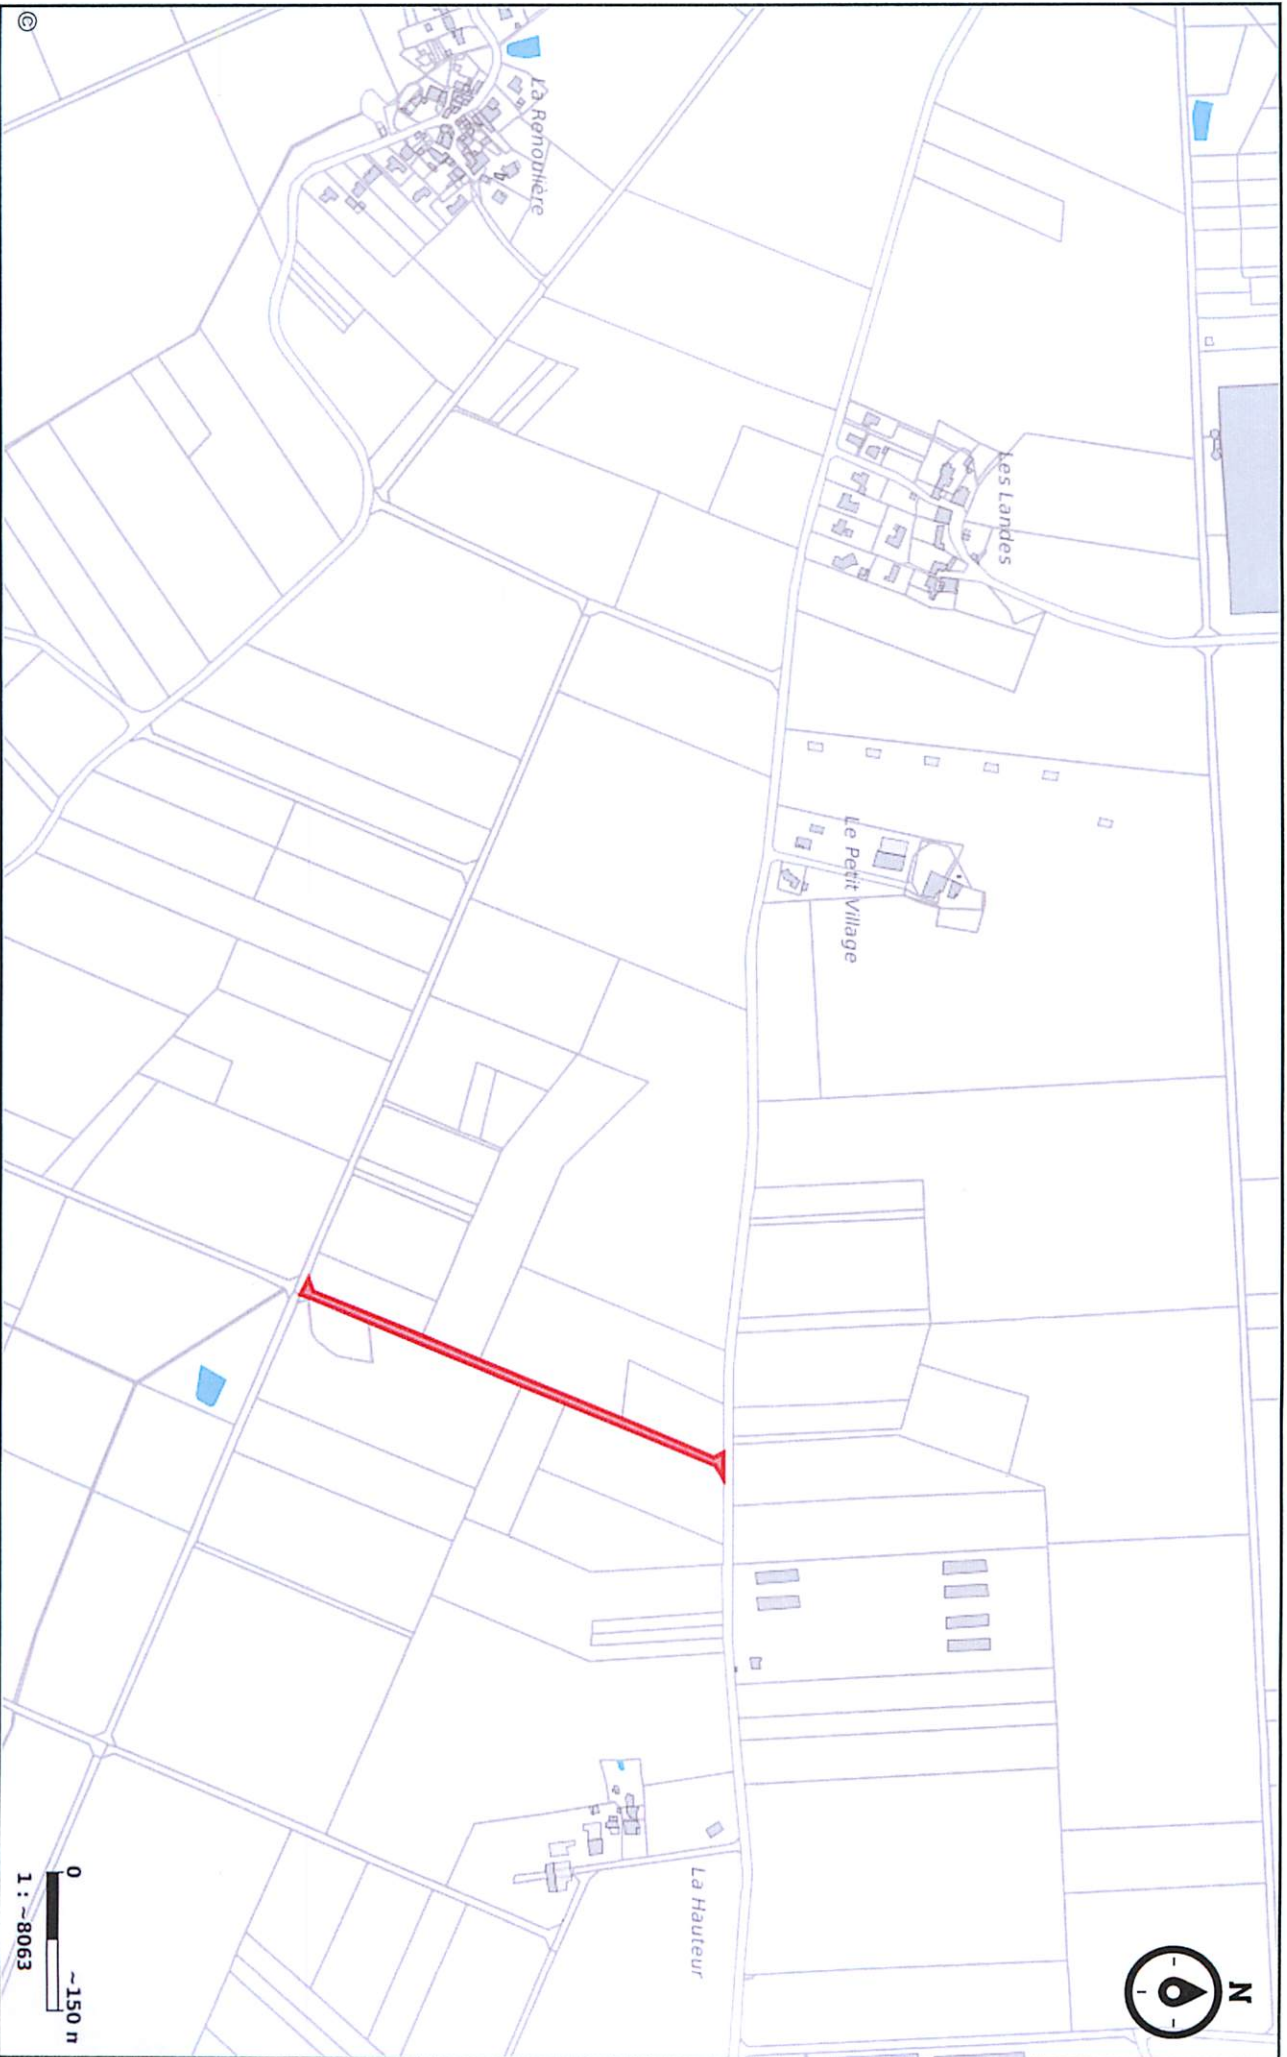 La Renoulière
Les Landes
Le Petit Village
La Hauteur
N
0
~150 m
1 : ~8063
©